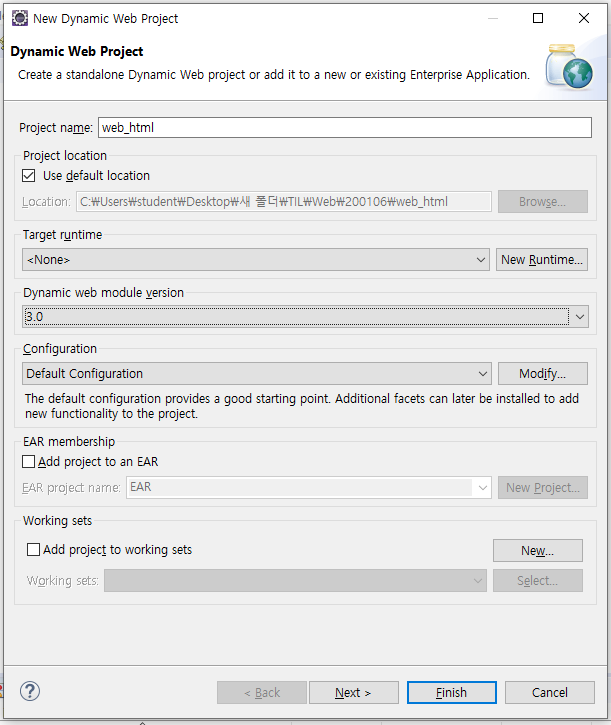 New Dynamic Web Project
Dynamic Web Project
Create a standalone Dynamic Web project or add it to a new or existing Enterprise Application.
Project name: web_html
Project location
Use default location
Location: C:₩Users₩student₩Desktop₩새 폴더₩TIL₩Web₩200106₩web_html Browse...
Target runtime
<None> New Runtime...
Dynamic web module version
3.0
Configuration
Default Configuration Modify...
The default configuration provides a good starting point. Additional facets can later be installed to add
new functionality to the project.
EAR membership
Add project to an EAR
EAR project name: EAR New Project...
Working sets
Add project to working sets New...
Working sets: Select...
? < Back Next > Finish Cancel